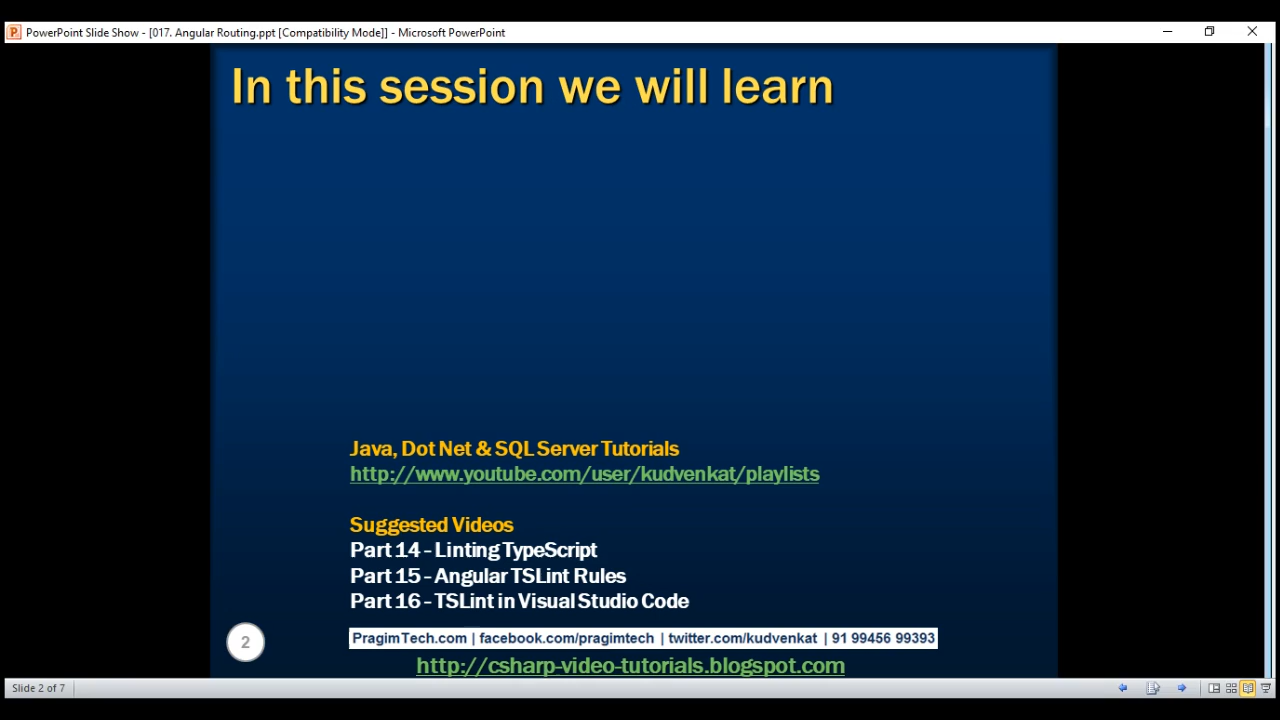 PowerPoint Slide Show - [017. Angular Routing.ppt [Compatibility Mode]] - Microsoft PowerPoint
In this session we will learn
Java, Dot Net & SQL Server Tutorials
http://www.youtube.com/user/kudvenkat/playlists
Suggested Videos
Part 14 - Linting TypeScript
Part 15 - Angular TSLint Rules
Part 16 - TSLint in Visual Studio Code
2
PragimTech.com | facebook.com/pragimtech | twitter.com/kudvenkat | 91 99456 99393
http://csharp-video-tutorials.blogspot.com
Slide 2 of 7